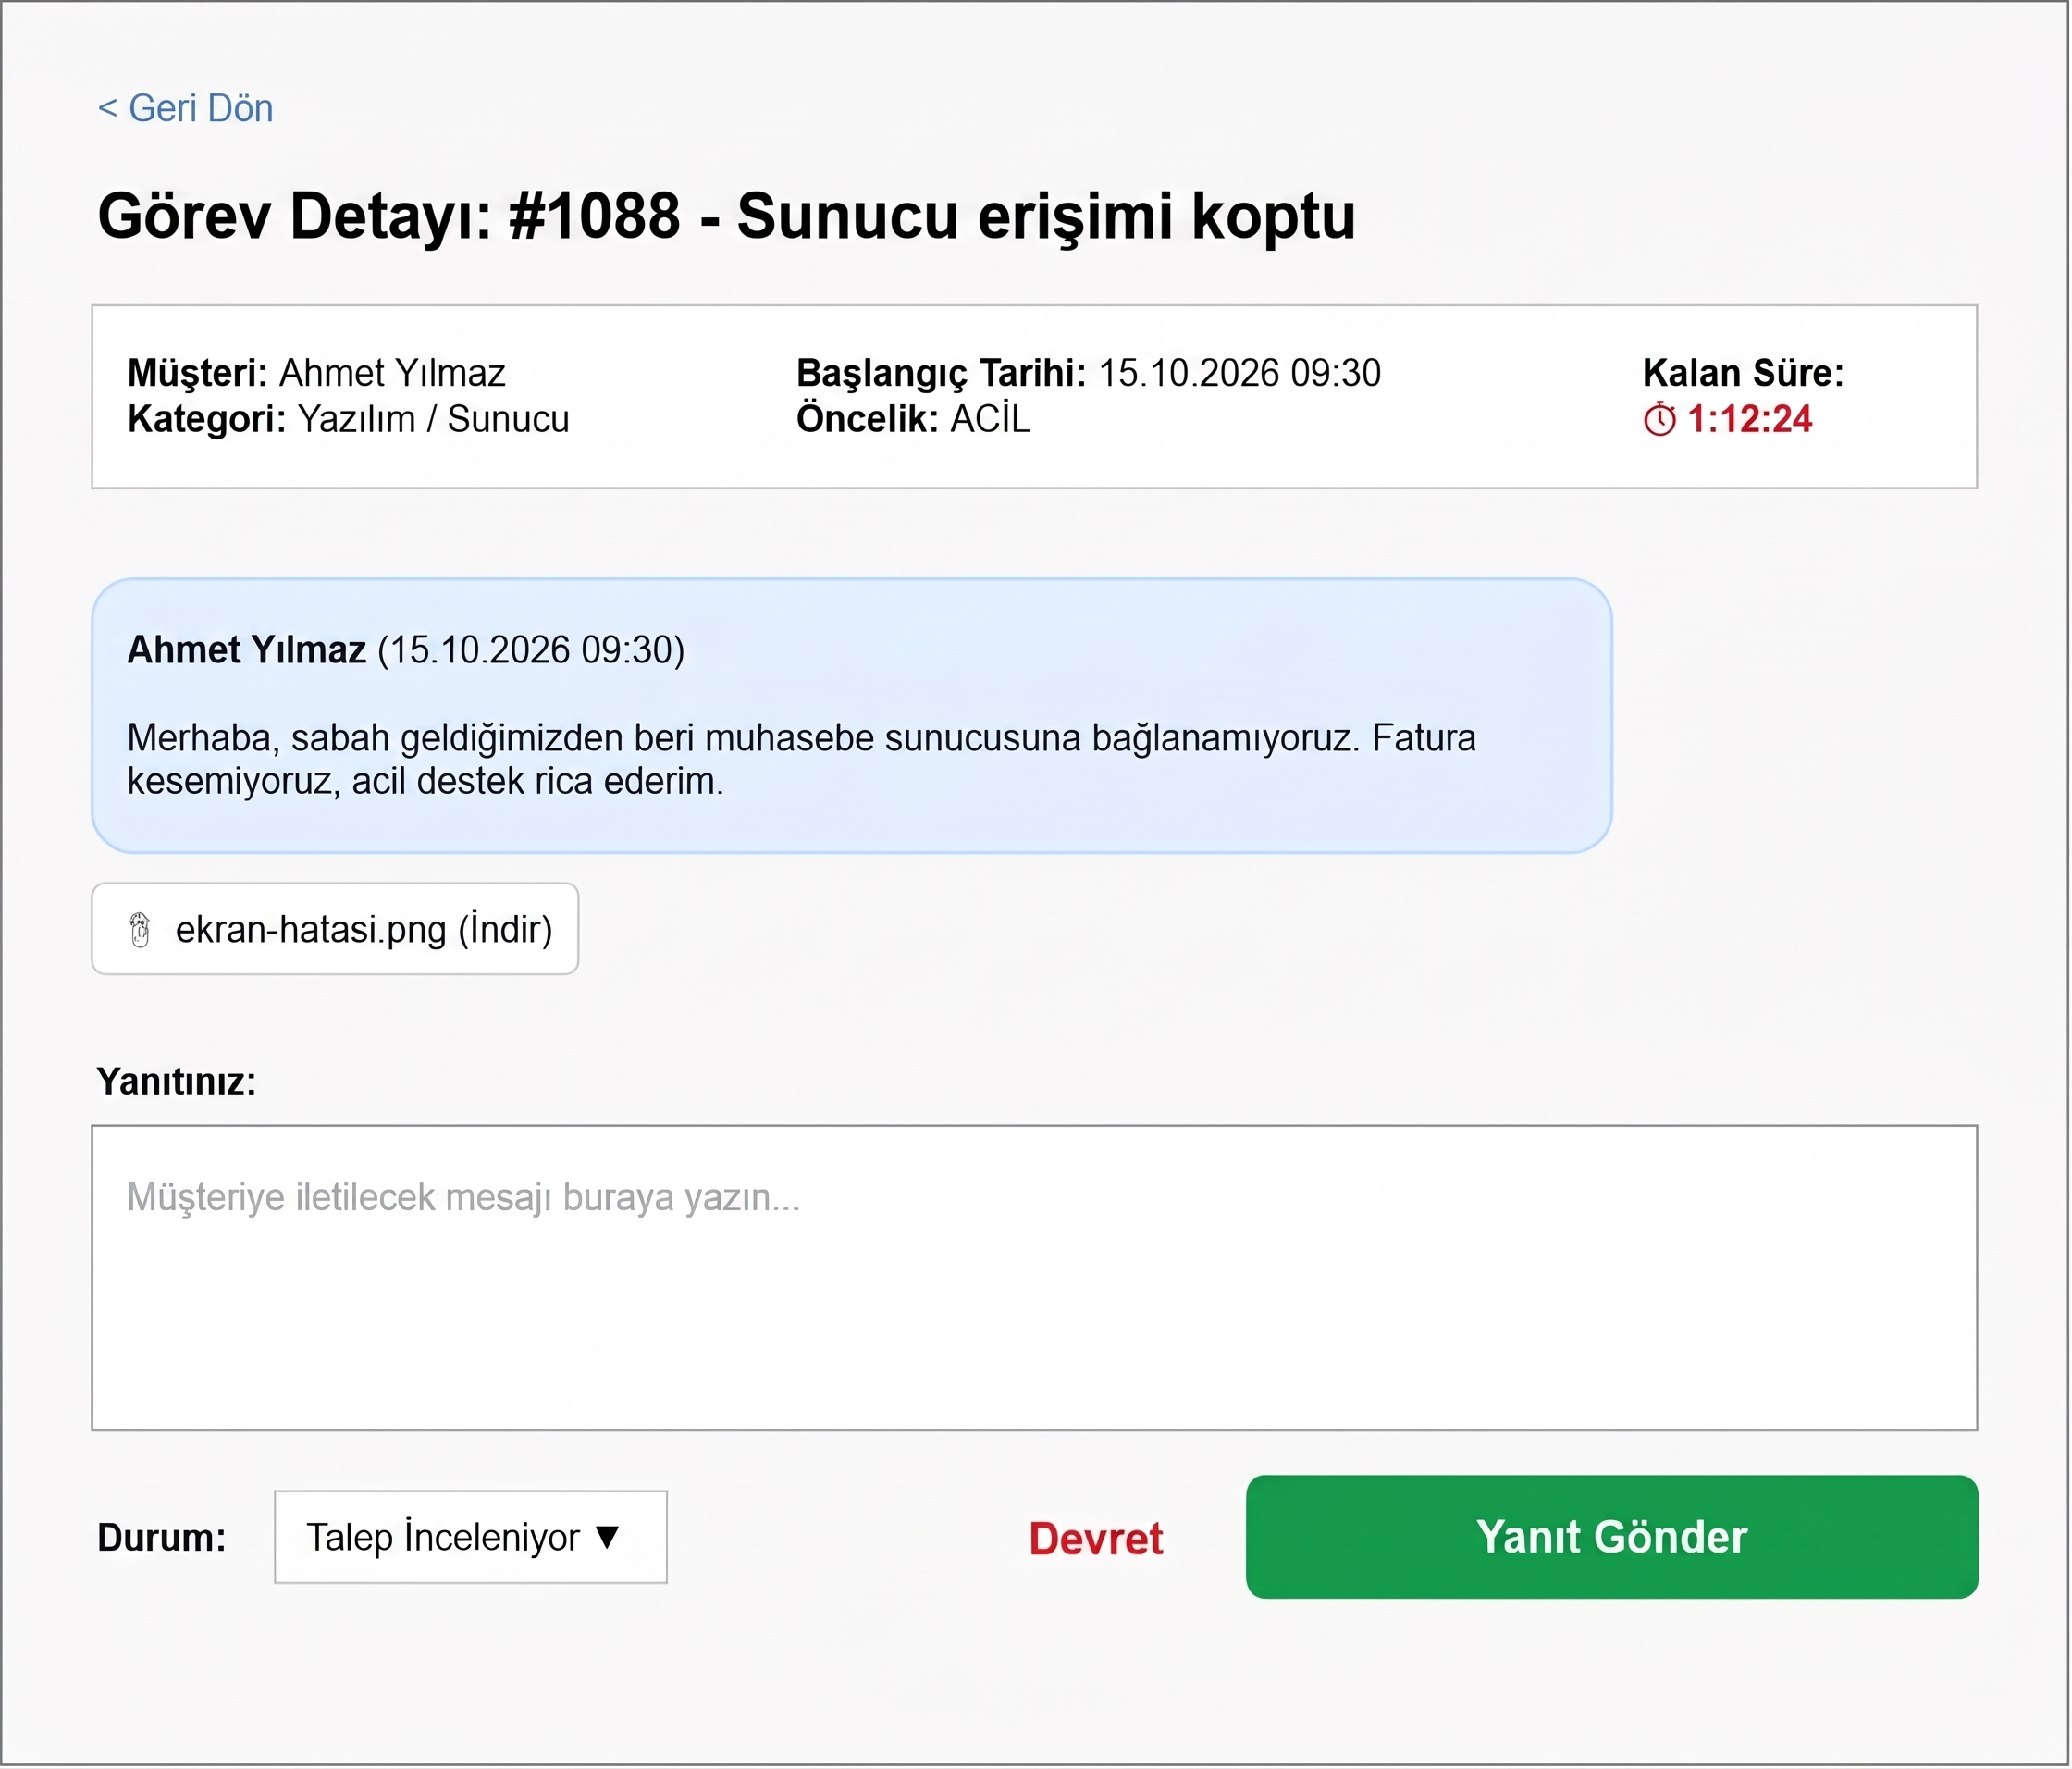 < Geri Dön
Görev Detayı: #1088 - Sunucu erişimi koptu
Müşteri: Ahmet Yılmaz
Kategori: Yazılım / Sunucu
Başlangıç Tarihi: 15.10.2026 09:30
Öncelik: ACİL
Kalan Süre:
1:12:24
Ahmet Yılmaz (15.10.2026 09:30)
Merhaba, sabah geldiğimizden beri muhasebe sunucusuna bağlanamıyoruz. Fatura
kesemiyoruz, acil destek rica ederim.
ekran-hatasi.png (İndir)
Yanıtınız:
Müşteriye iletilecek mesajı buraya yazın...
Durum:
Talep İnceleniyor ▼
Devret
Yanıt Gönder